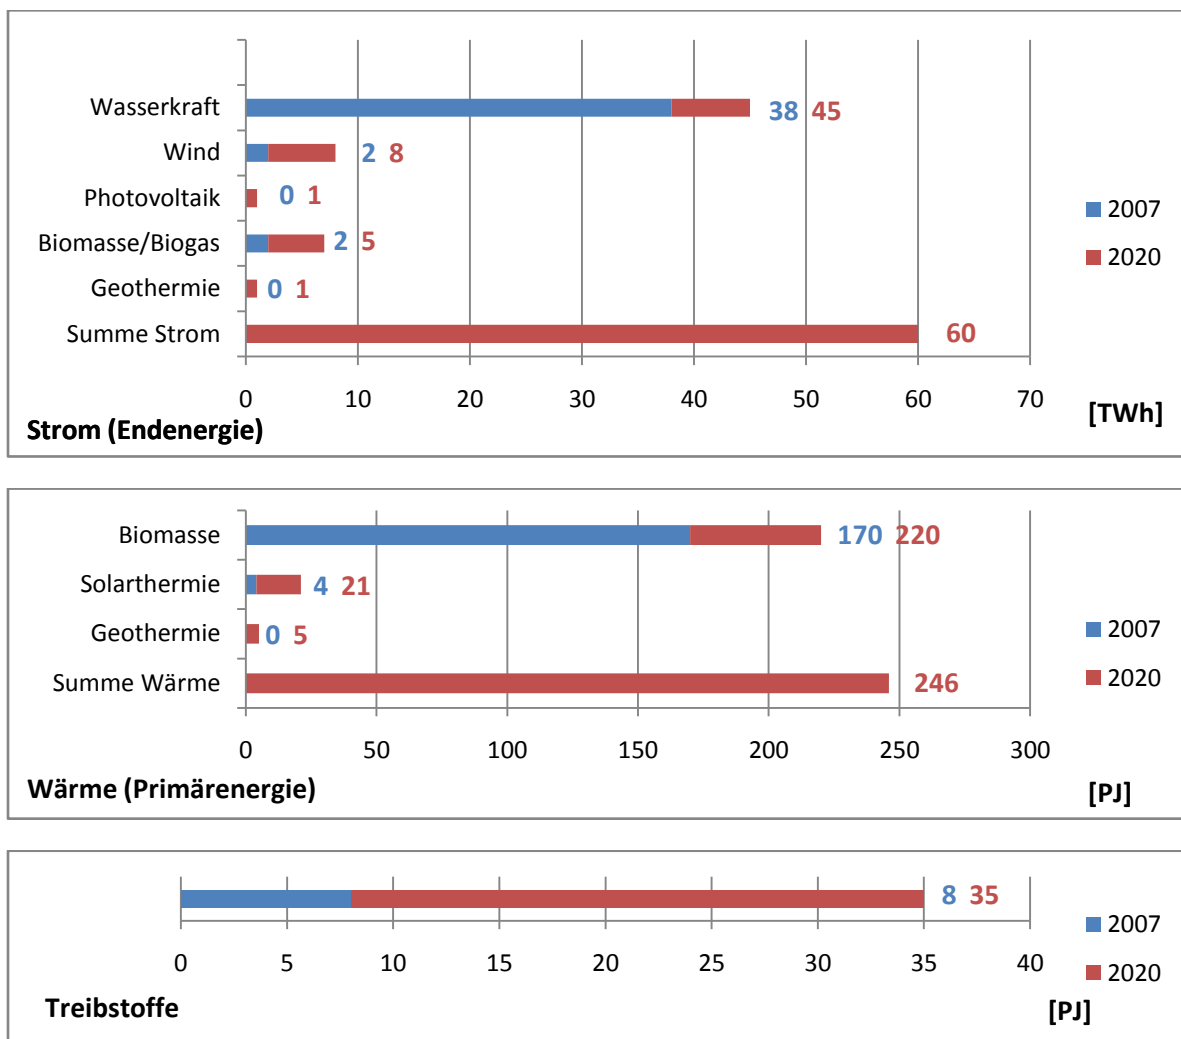 Wasserkraft 38 45
Wind 2 8
Photovoltaik 0 1
Biomasse/Biogas 2 5
Geothermie 0 1
Summe Strom 60
2007
2020
0 10 20 30 40 50 60 70
Strom (Endenergie) [TWh]
Biomasse 170 220
Solarthermie 4 21
Geothermie 0 5
Summe Wärme 246
2007
2020
0 50 100 150 200 250 300
Wärme (Primärenergie) [PJ]
8 35
2007
2020
0 5 10 15 20 25 30 35 40
Treibstoffe [PJ]